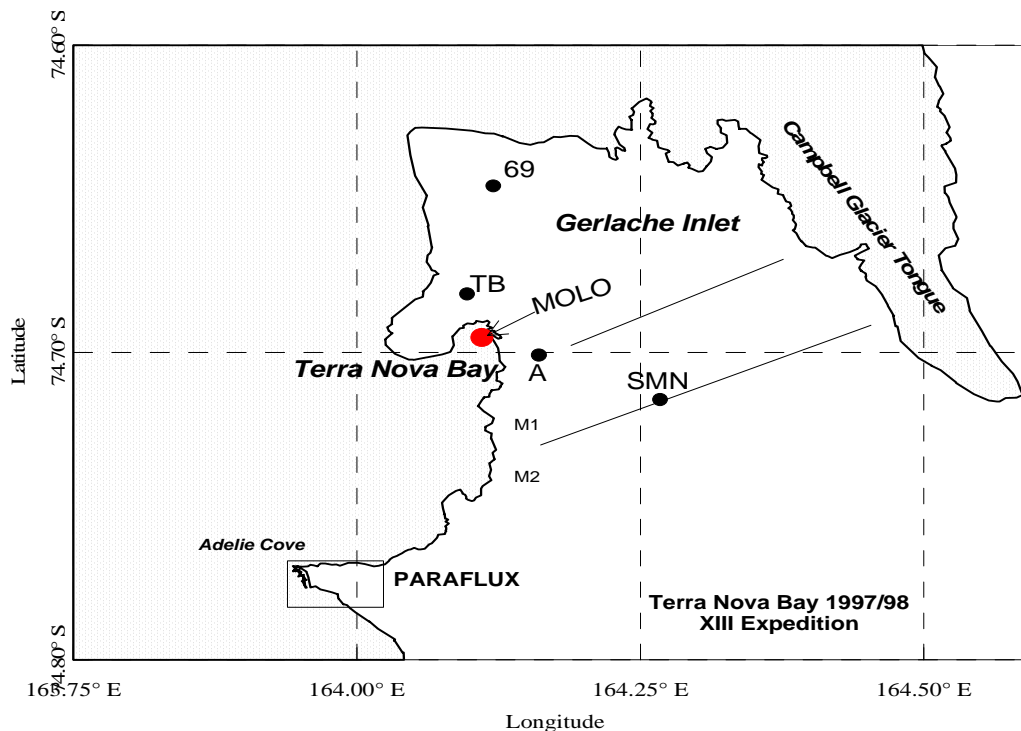 74.60° S
69
Campbell Glacier Tongue
Gerlache Inlet
TB
MOLO
Latitude
74.70° S
Terra Nova Bay
A
SMN
M1
M2
Adelie Cove
PARAFLUX
Terra Nova Bay 1997/98
XIII Expedition
74.80° S
163.75° E
164.00° E
164.25° E
164.50° E
Longitude